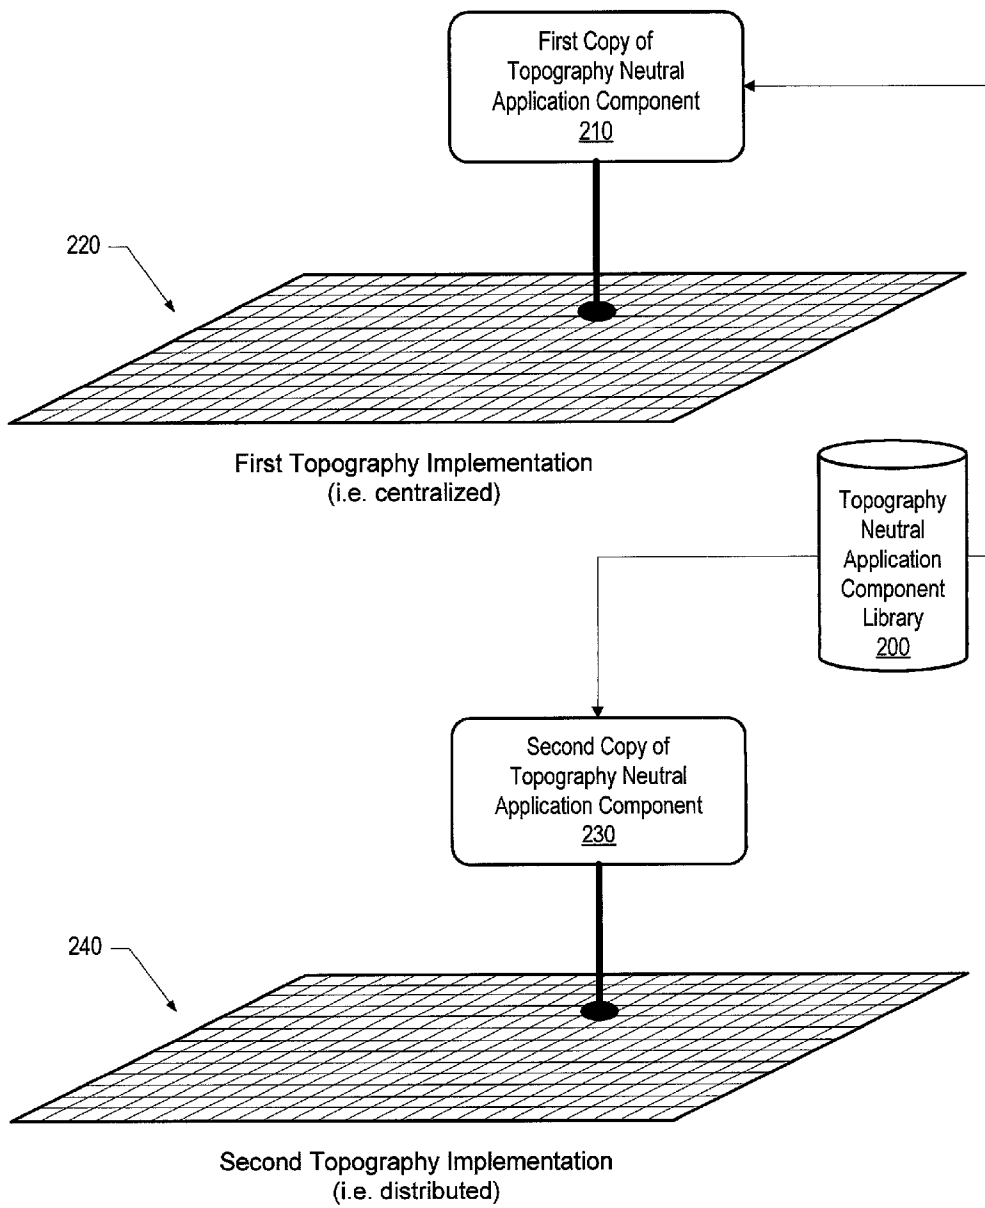 First Copy of
Topography Neutral
Application Component
210
220
First Topography Implementation
(i.e. centralized)
Topography
Neutral
Application
Component
Library
200
Second Copy of
Topography Neutral
Application Component
230
240
Second Topography Implementation
(i.e. distributed)